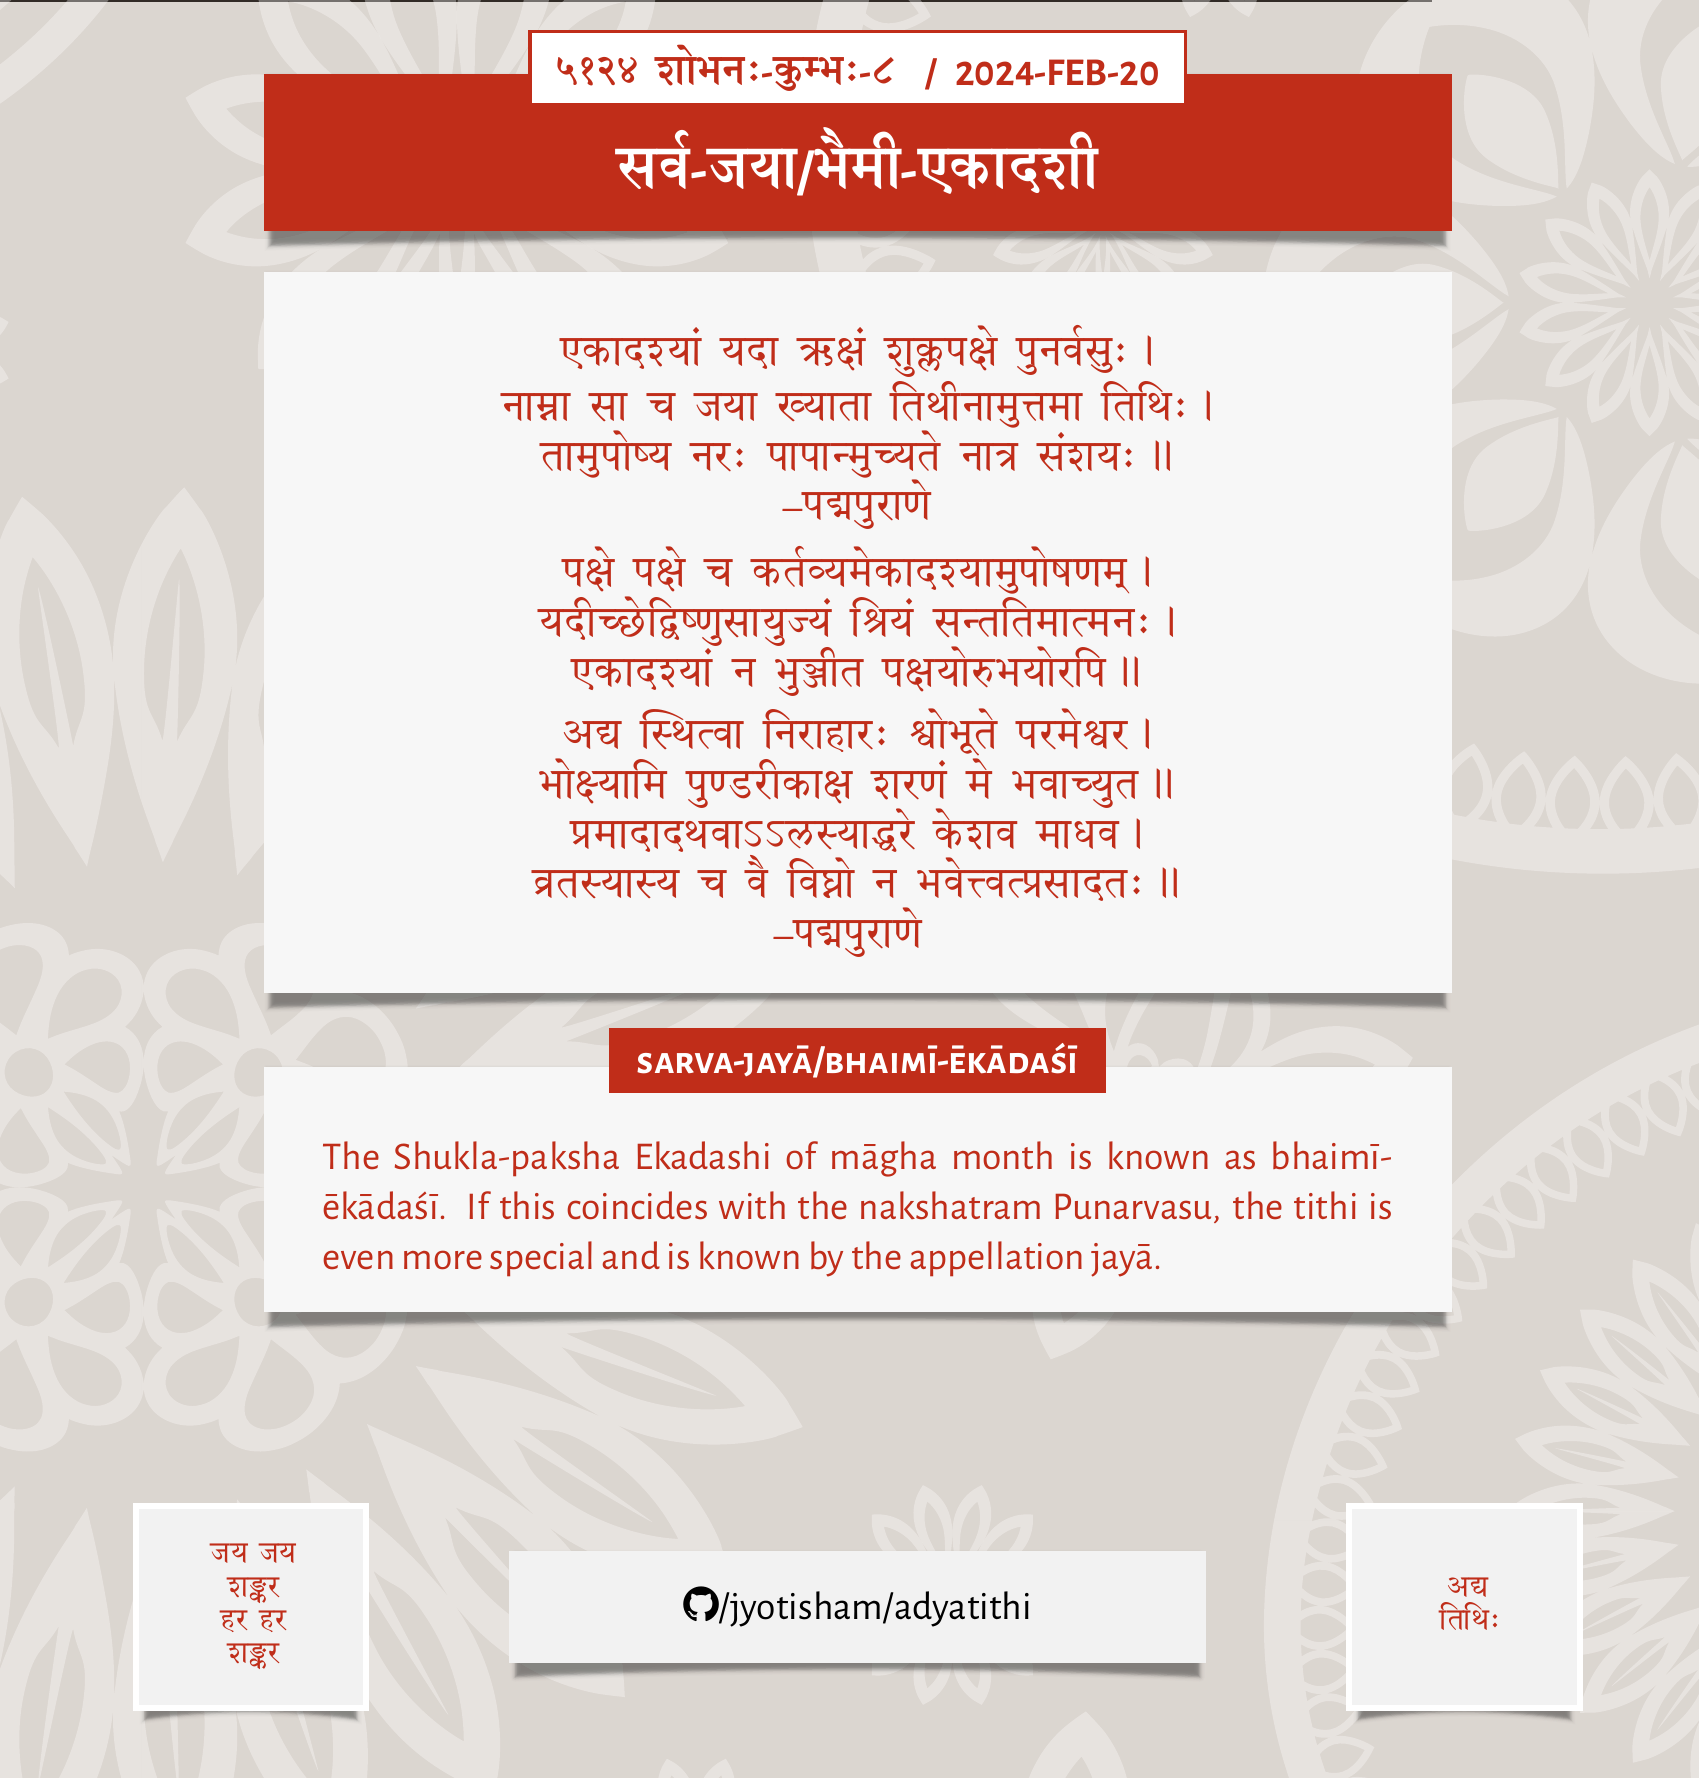 ५१२४ शोभनः-कुम्भः-८ / 2024-FEB-20
सर्व-जया/भैमी-एकादशी
एकादश्यां यदा ऋक्षं शुक्लपक्षे पुनर्वसुः ।
नाम्ना सा च जया ख्याता तिथीनामुत्तमा तिथिः ।
तामुपोष्य नरः पापान्मुच्यते नात्र संशयः ॥
–पद्मपुराणे
पक्षे पक्षे च कर्तव्यमेकादश्यामुपोषणम् ।
यदीच्छेद्विष्णुसायुज्यं श्रियं सन्ततिमात्मनः ।
एकादश्यां न भुञ्जीत पक्षयोरुभयोरपि ॥
अद्य स्थित्वा निराहारः श्वोभूते परमेश्वर ।
भोक्ष्यामि पुण्डरीकाक्ष शरणं मे भवाच्युत ॥
प्रमादादथवाऽऽलस्याद्धरे केशव माधव ।
व्रतस्यास्य च वै विघ्नो न भवेत्त्वत्प्रसादतः ॥
–पद्मपुराणे
SARVA-JAYĀ/BHAIMĪ-ĒKĀDAŚĪ
The Shukla-paksha Ekadashi of māgha month is known as bhaimī-
ēkādaśī. If this coincides with the nakshatram Punarvasu, the tithi is
even more special and is known by the appellation jayā.
जय जय
शङ्कर
हर हर
शङ्कर
/jyotisham/adyatithi
अद्य
तिथिः